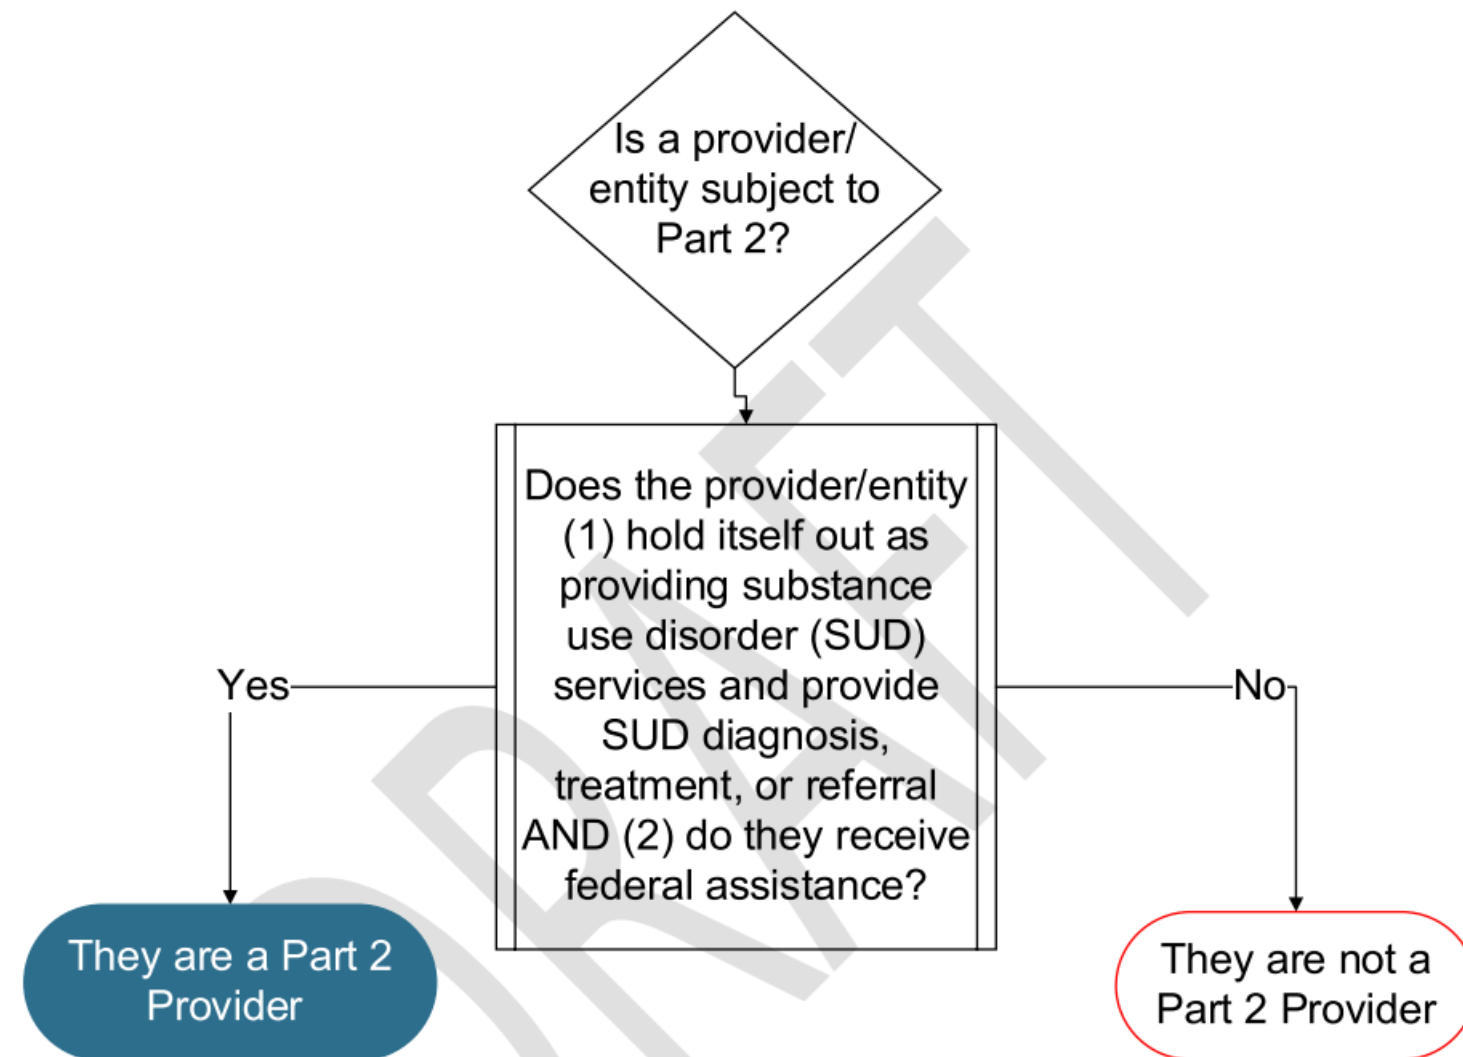 Is a provider/
entity subject to
Part 2?
Does the provider/entity
(1) hold itself out as
providing substance
use disorder (SUD)
services and provide
SUD diagnosis,
treatment, or referral
AND (2) do they receive
federal assistance?
Yes
No
They are a Part 2
Provider
They are not a
Part 2 Provider
DRAFT